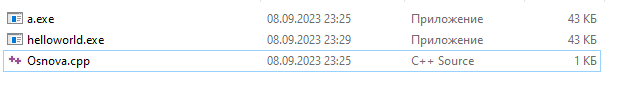 a.exe 08.09.2023 23:25 Приложение 43 КБ
helloworld.exe 08.09.2023 23:29 Приложение 43 КБ
Osnova.cpp 08.09.2023 23:25 C++ Source 1 КБ